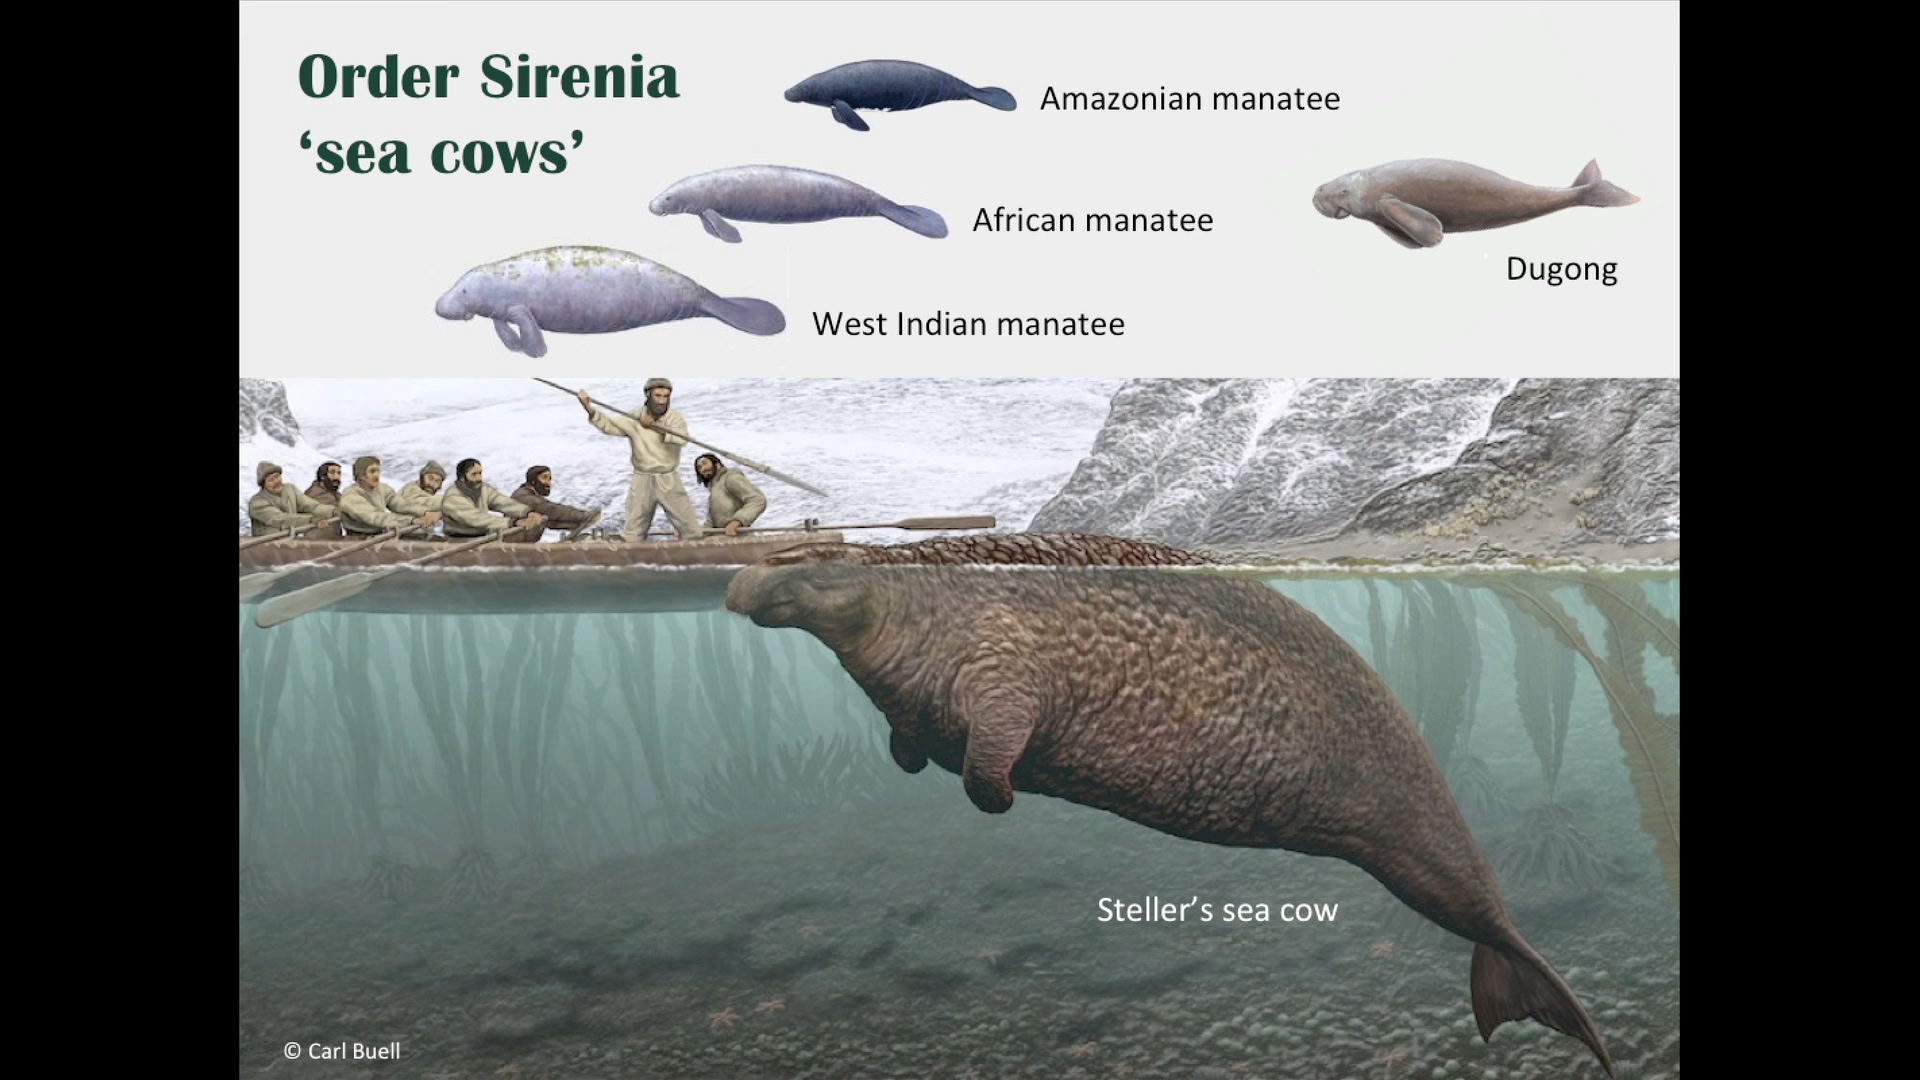 Order Sirenia
‘sea cows’
Amazonian manatee
African manatee
Dugong
West Indian manatee
Steller’s sea cow
© Carl Buell